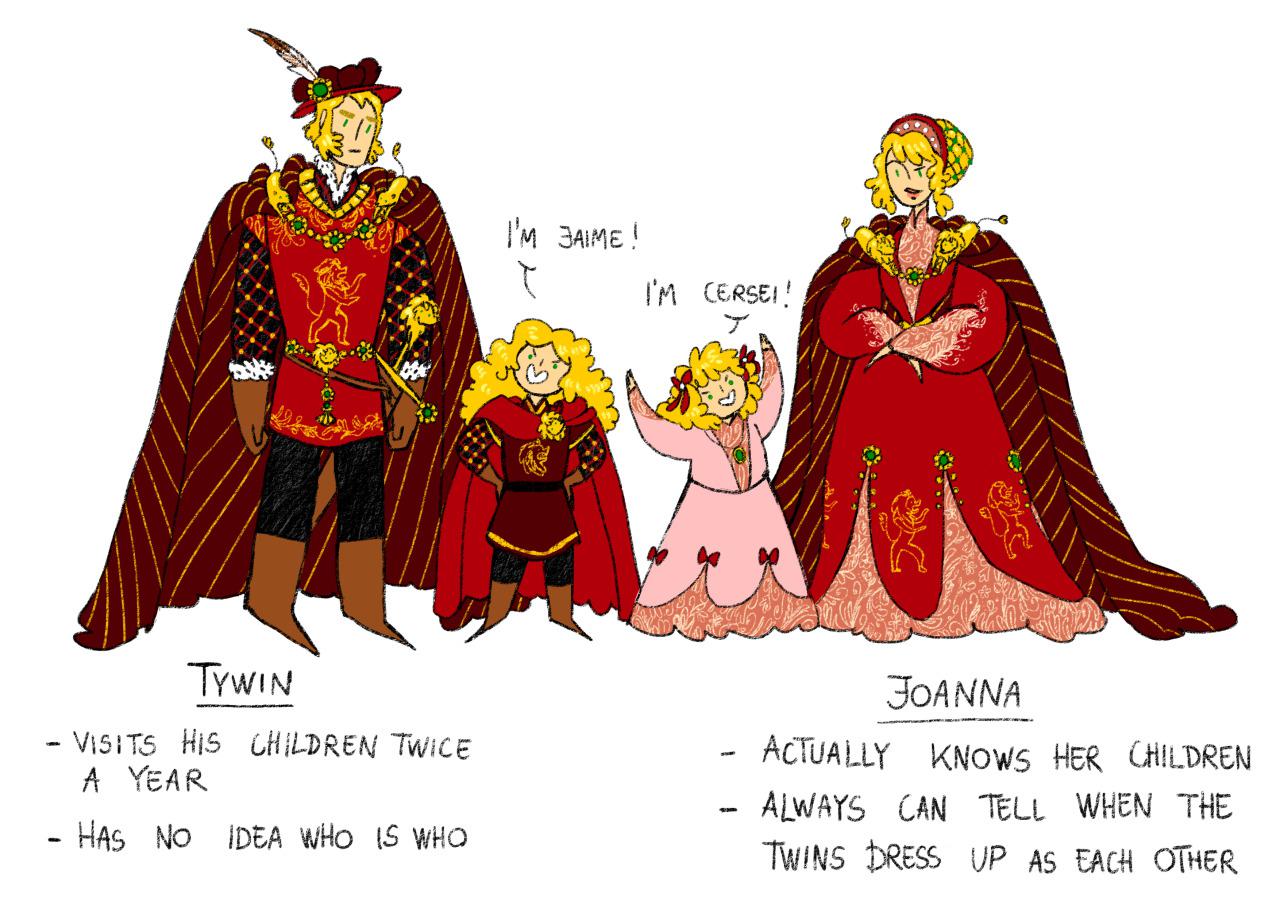 I'M JAIME!
I'M CERSEI!
TYWIN
- VISITS HIS CHILDREN TWICE
A YEAR
- HAS NO IDEA WHO IS WHO
JOANNA
- ACTUALLY KNOWS HER CHILDREN
- ALWAYS CAN TELL WHEN THE
TWINS DRESS UP AS EACH OTHER